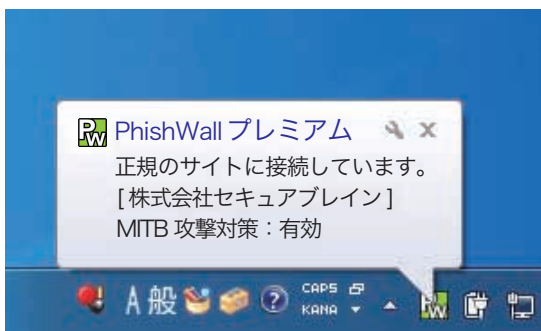 PW PhishWall プレミアム
正規のサイトに接続しています。
[株式会社セキュアブレイン]
MITB 攻撃対策：有効
A 般 ? CAPS
KANA
PW